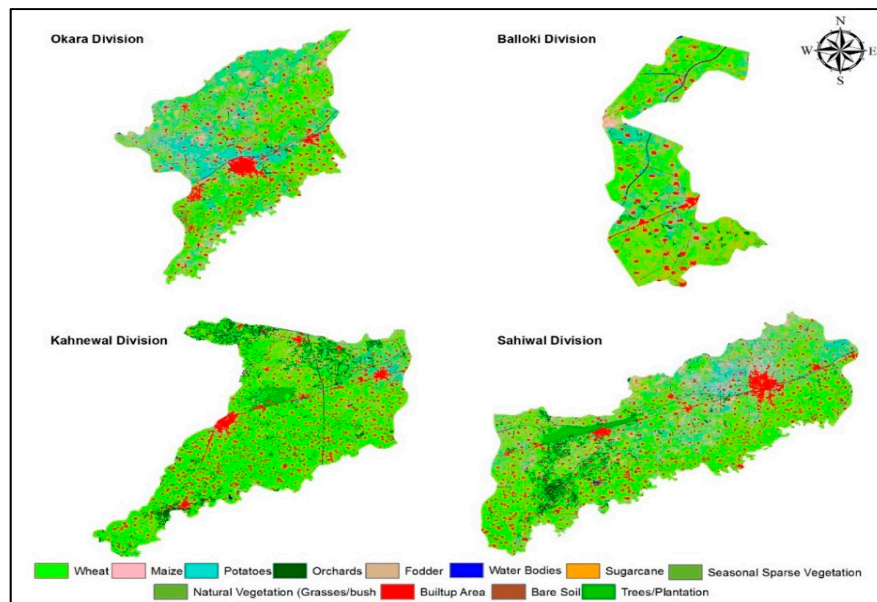 Okara Division
Balloki Division
N
W E
S
Kahnewal Division
Sahiwal Division
Wheat Maize Potatoes Orchards Fodder Water Bodies Sugarcane Seasonal Sparse Vegetation
Natural Vegetation (Grasses/bush Builtup Area Bare Soil Trees/Plantation